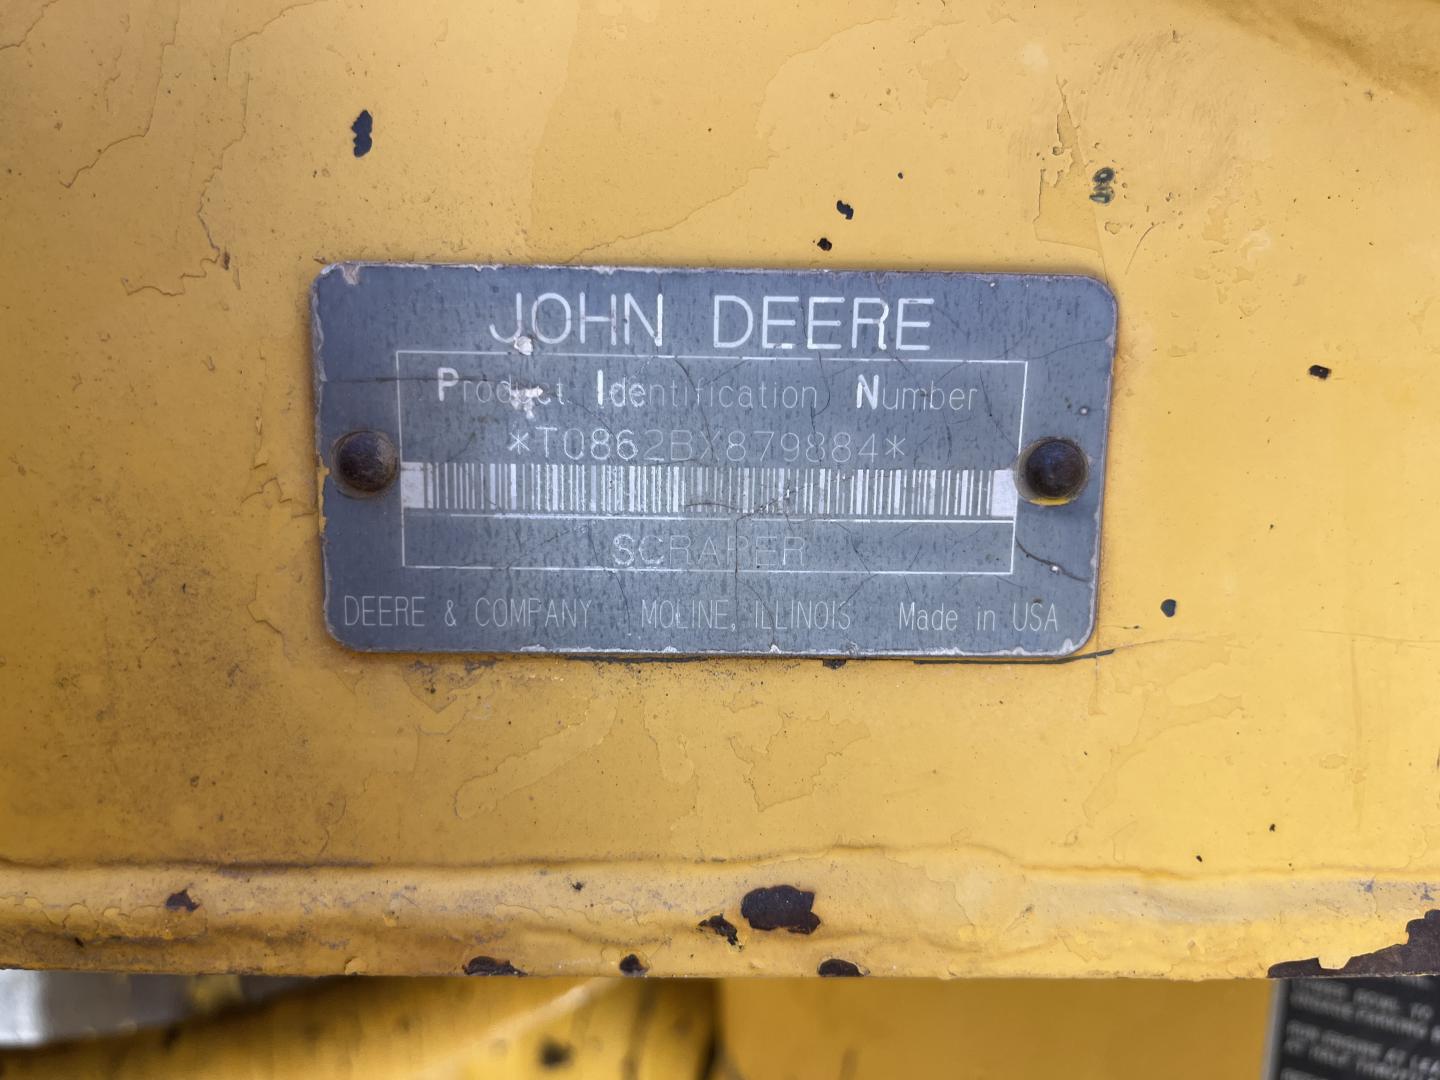 JOHN DEERE
Product Identification Number
*T0862BX879884*
SCRAPER
DEERE & COMPANY MOLINE, ILLINOIS Made in USA